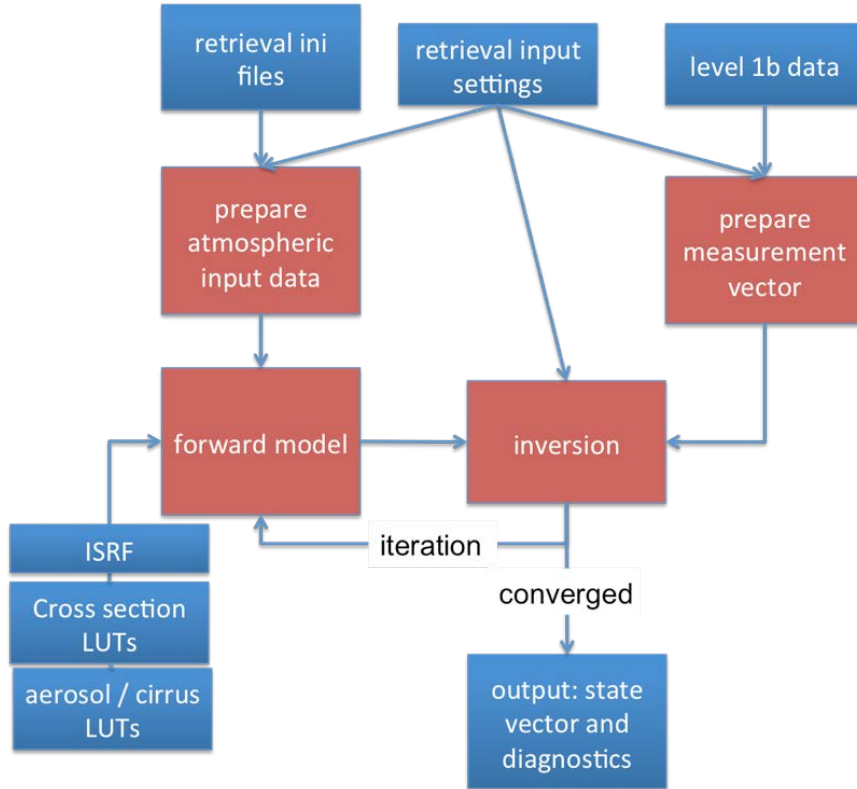 retrieval ini
files
retrieval input
settings
level 1b data
prepare
atmospheric
input data
prepare
measurement
vector
forward model
inversion
iteration
ISRF
converged
Cross section
LUTs
aerosol / cirrus
LUTs
output: state
vector and
diagnostics